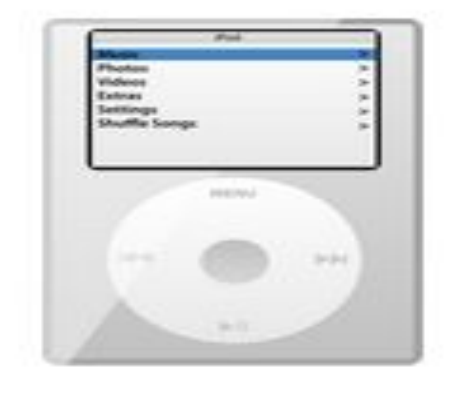 iPod
Music >
Photos >
Videos >
Extras >
Settings >
Shuffle Songs >
MENU